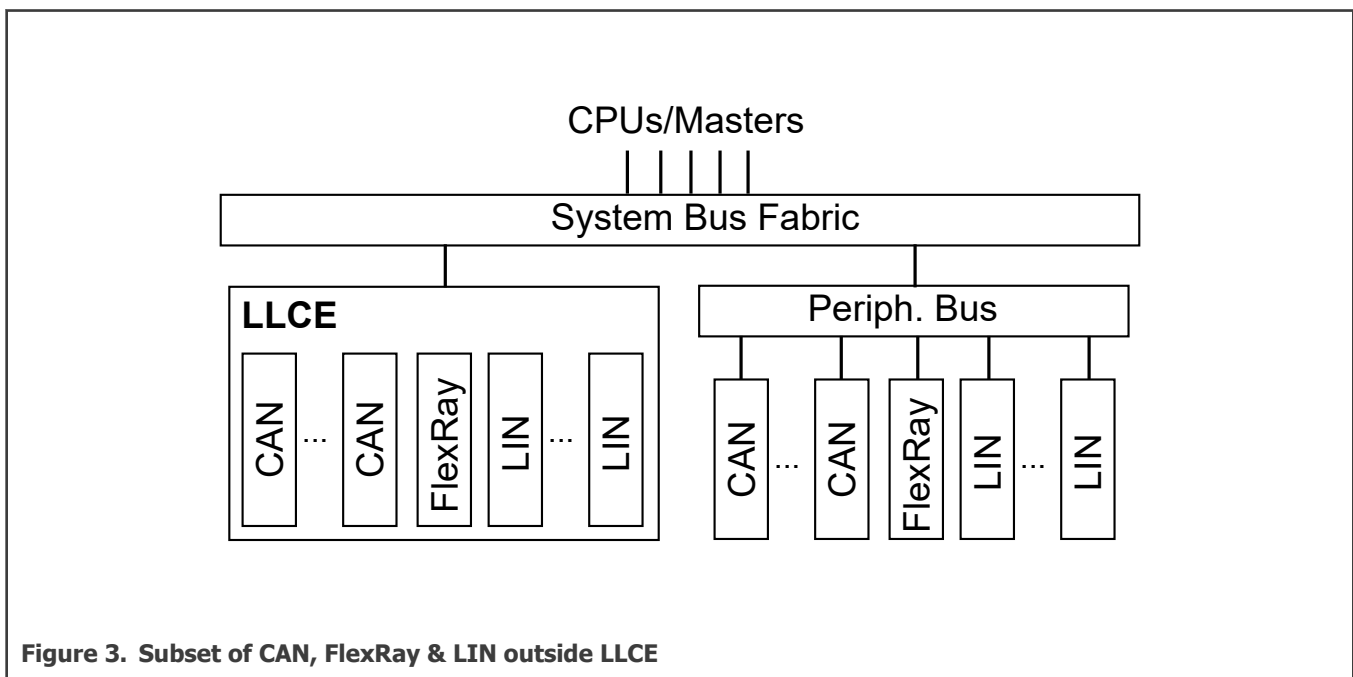 CPUs/Masters
System Bus Fabric
LLCE
CAN
...
CAN
FlexRay
LIN
...
LIN
Periph. Bus
CAN
...
CAN
FlexRay
LIN
...
LIN
Figure 3. Subset of CAN, FlexRay & LIN outside LLCE